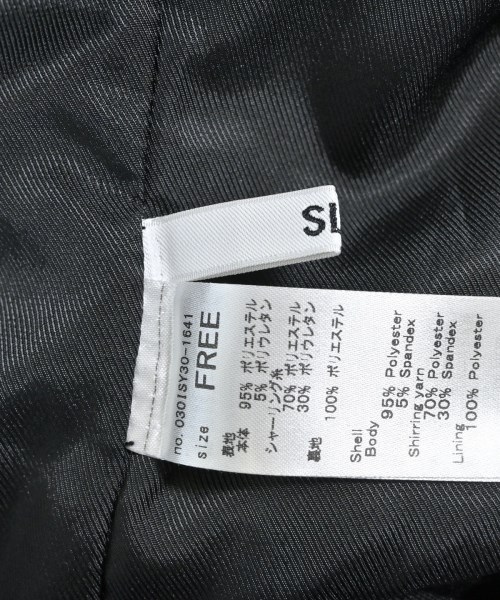 SL
no. 0301SY30-1641
size FREE
表地
本体 95% ポリエステル
5% ポリウレタン
シャーリング糸
70% ポリエステル
30% ポリウレタン
裏地 100% ポリエステル
Shell
Body 95% Polyester
5% Spandex
Shirring yarn
70% Polyester
30% Spandex
Lining 100% Polyester